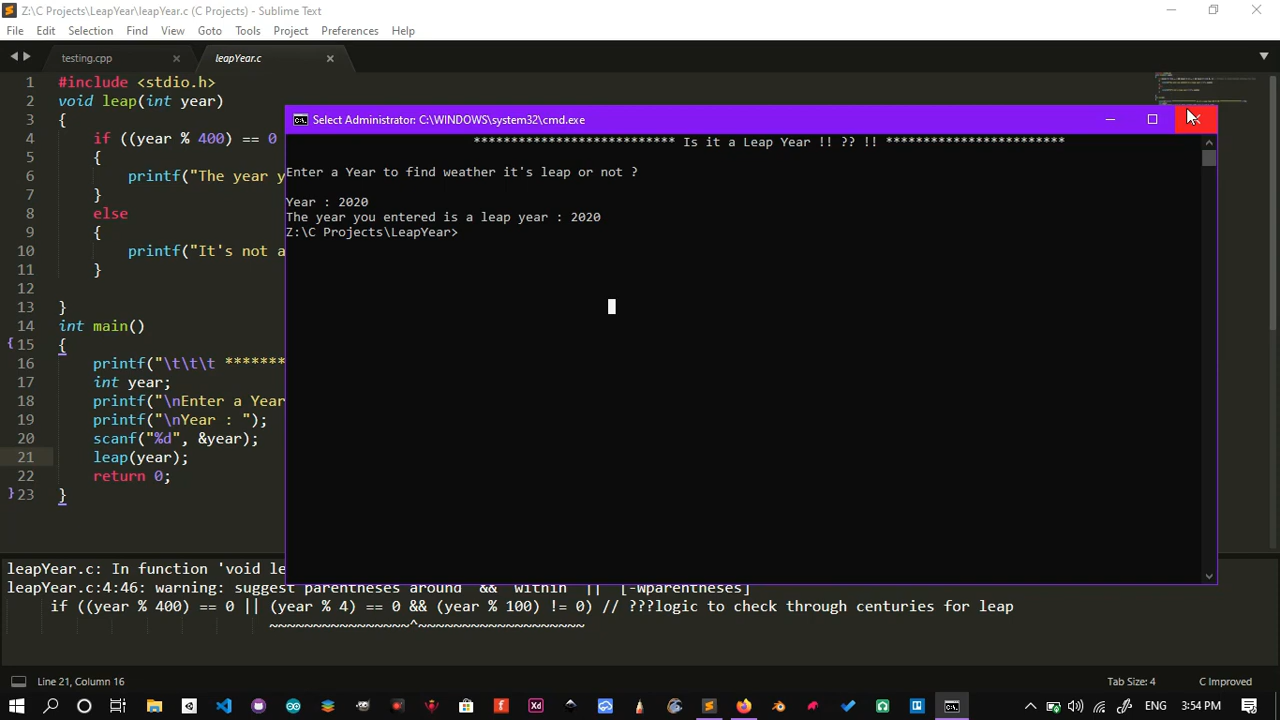 Z:\C Projects\LeapYear\leapYear.c (C Projects) - Sublime Text
File Edit Selection Find View Goto Tools Project Preferences Help
testing.cpp leapYear.c
1 #include <stdio.h>
2 void leap(int year)
3 {
4 if ((year % 400) == 0
5 {
6 printf("The year y
7 }
8 else
9 {
10 printf("It's not a
11 }
12
13 }
14 int main()
15 {
16 printf("\t\t\t *******
17 int year;
18 printf("\nEnter a Year
19 printf("\nYear : ");
20 scanf("%d", &year);
21 leap(year);
22 return 0;
23 }
Select Administrator: C:\WINDOWS\system32\cmd.exe
*************************** Is it a Leap Year !! ?? !! ************************
Enter a Year to find weather it's leap or not ?
Year : 2020
The year you entered is a leap year : 2020
Z:\C Projects\LeapYear>
leapYear.c: In function 'void le
leapYear.c:4:46: warning: suggest parentheses around '&&' within '||' [-Wparentheses]
if ((year % 400) == 0 || (year % 4) == 0 && (year % 100) != 0) // ???logic to check through centuries for leap
~~~~~~~~~~~~~~~~^~~~~~~~~~~~~~~~~~~
Line 21, Column 16 Tab Size: 4 C Improved
f Xd ENG 3:54 PM